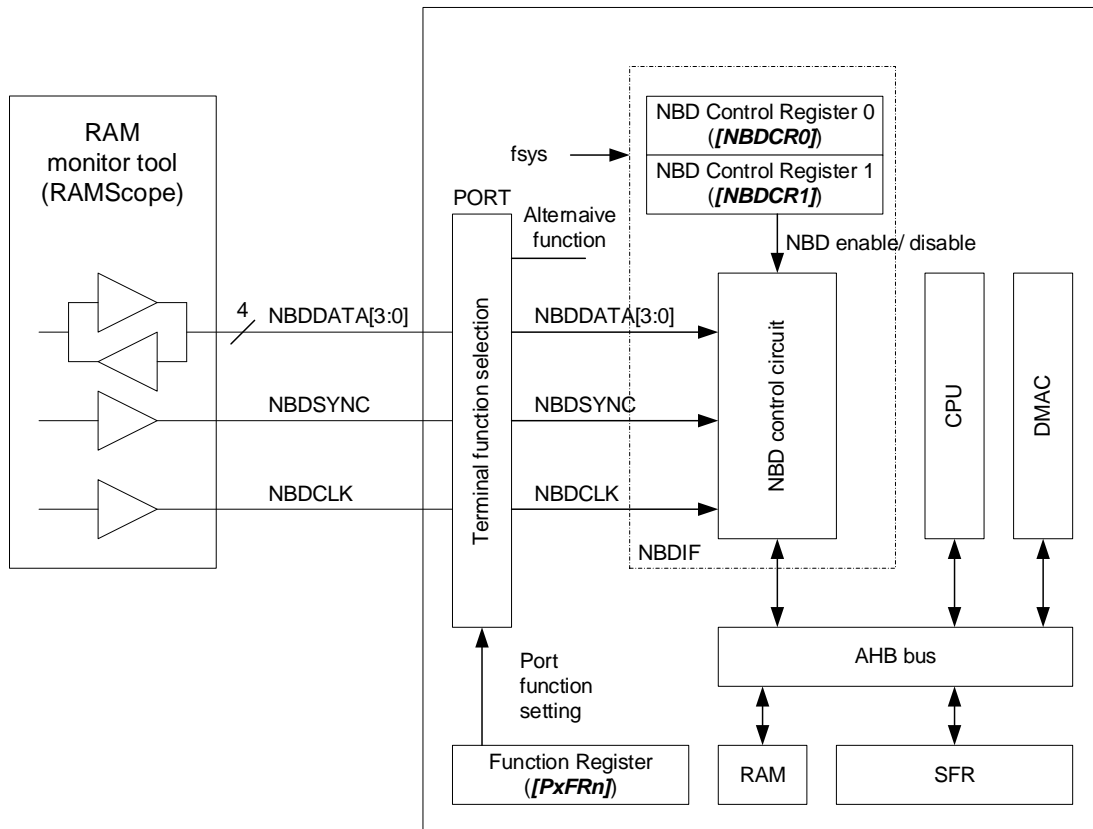 RAM
monitor tool
(RAMScope)
fsys
NBD Control Register 0
([NBDCR0])
NBD Control Register 1
([NBDCR1])
PORT
Alternaive
function
NBD enable/ disable
4
NBDDATA[3:0]
NBDDATA[3:0]
NBDSYNC
NBDSYNC
NBDCLK
NBDCLK
Terminal function selection
NBD control circuit
CPU
DMAC
NBDIF
AHB bus
Port
function
setting
Function Register
([PxFRn])
RAM
SFR